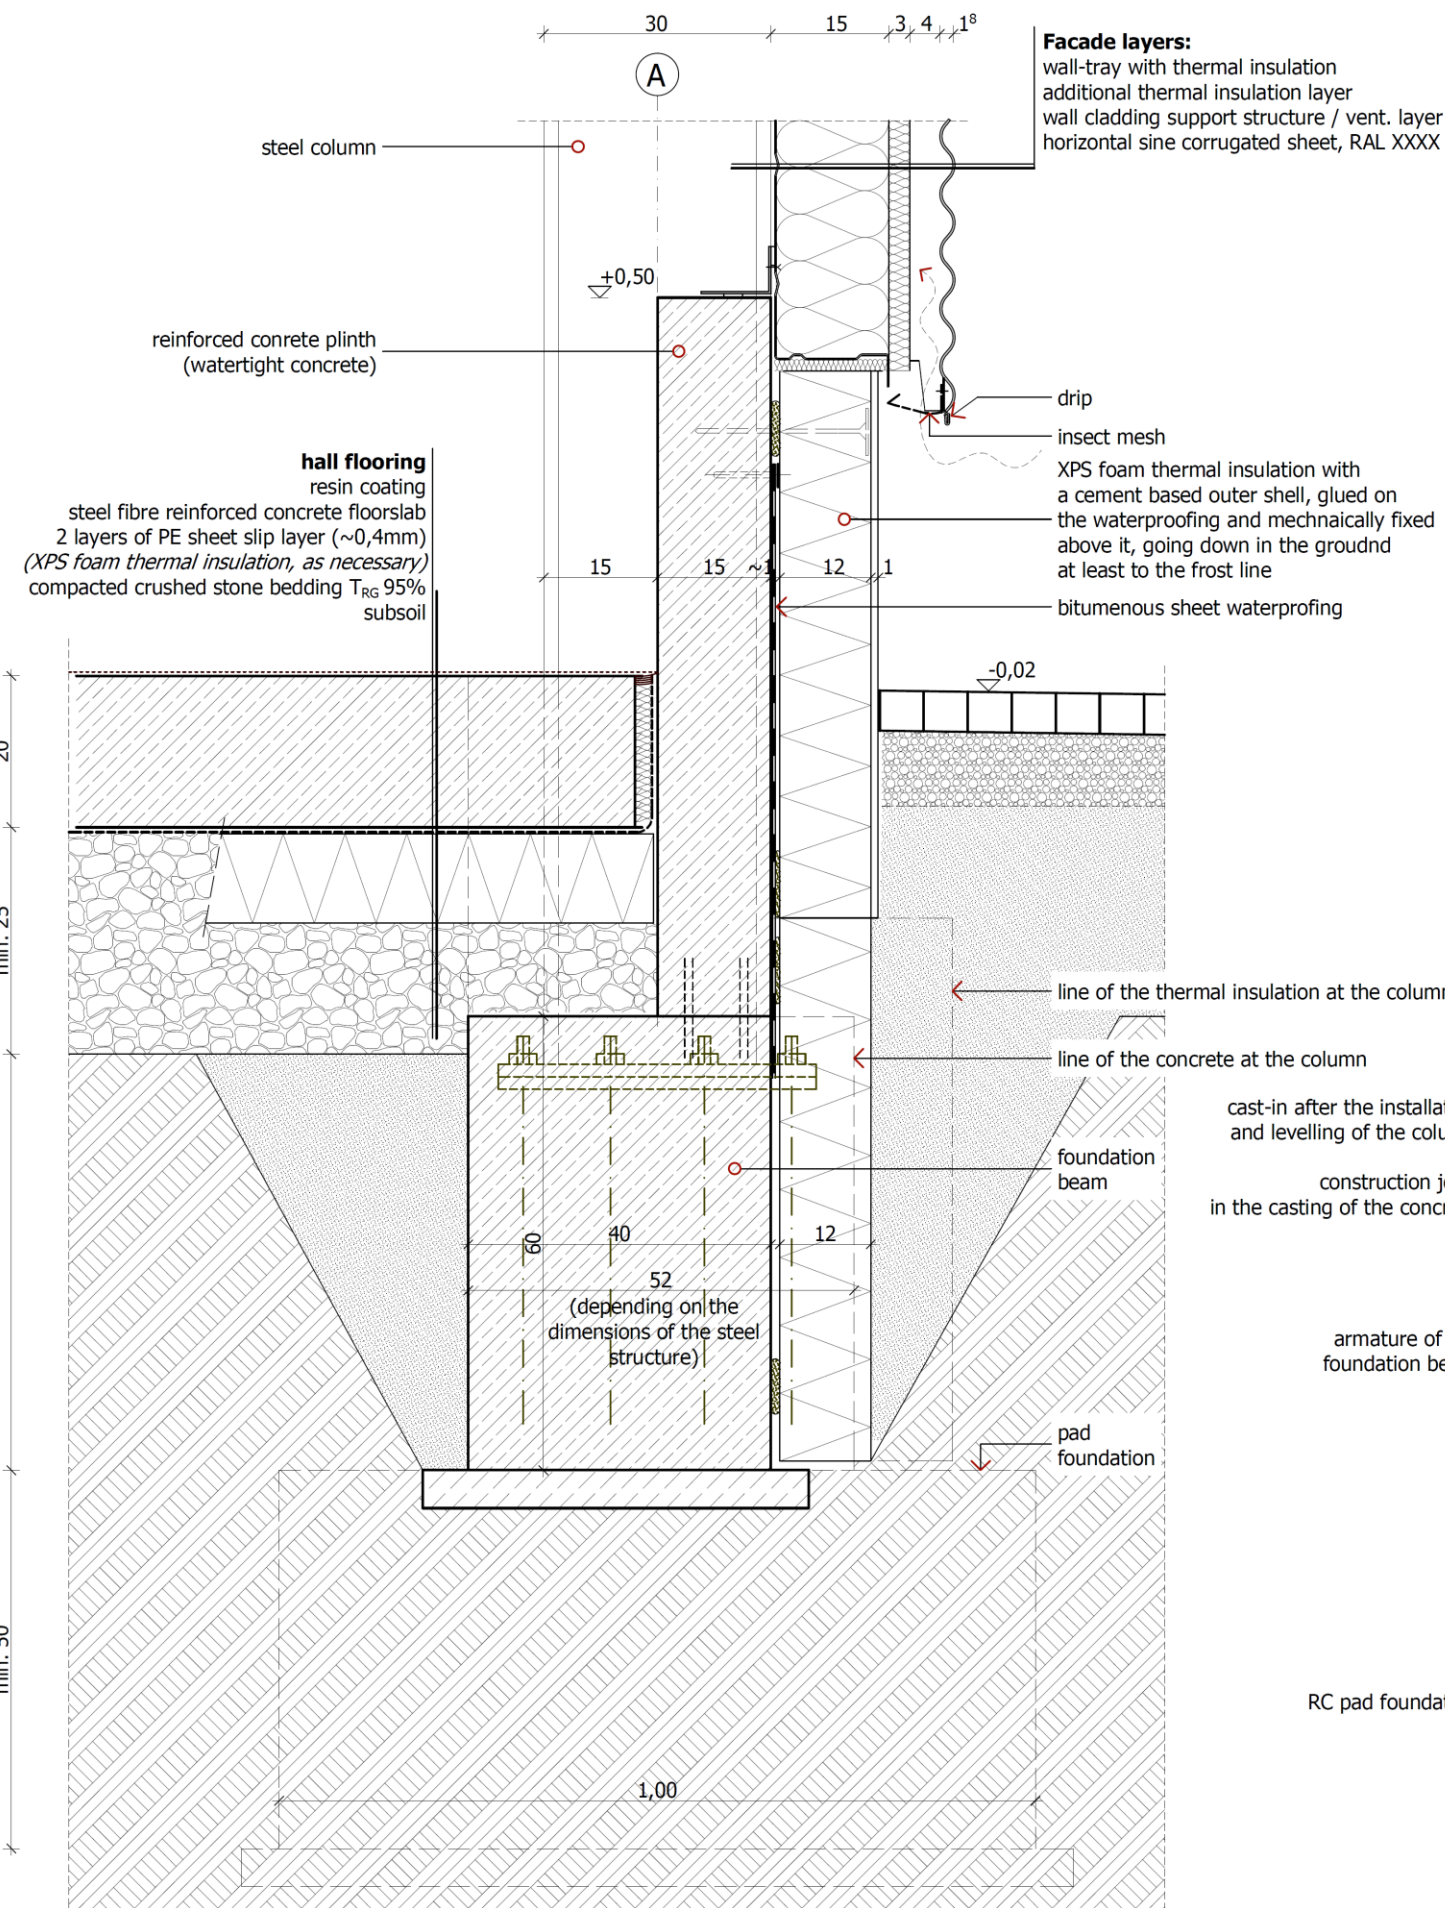 30
15
3
4
1⁸
Facade layers:
wall-tray with thermal insulation
additional thermal insulation layer
wall cladding support structure / vent. layer
horizontal sine corrugated sheet, RAL XXXX
A
steel column
+0,50
reinforced conrete plinth
(watertight concrete)
drip
insect mesh
hall flooring
resin coating
steel fibre reinforced concrete floorslab
2 layers of PE sheet slip layer (~0,4mm)
(XPS foam thermal insulation, as necessary)
compacted crushed stone bedding TRG 95%
subsoil
XPS foam thermal insulation with
a cement based outer shell, glued on
the waterproofing and mechnaically fixed
above it, going down in the groudnd
at least to the frost line
15
15
~1
12
1
bitumenous sheet waterprofing
-0,02
20
min. 25
line of the thermal insulation at the column
line of the concrete at the column
cast-in after the
and levelling of the
foundation
beam
construction
in the casting of the
60
40
12
52
(depending on the
dimensions of the steel
structure)
armature of
foundation
pad
foundation
min. 50
RC pad
1,00